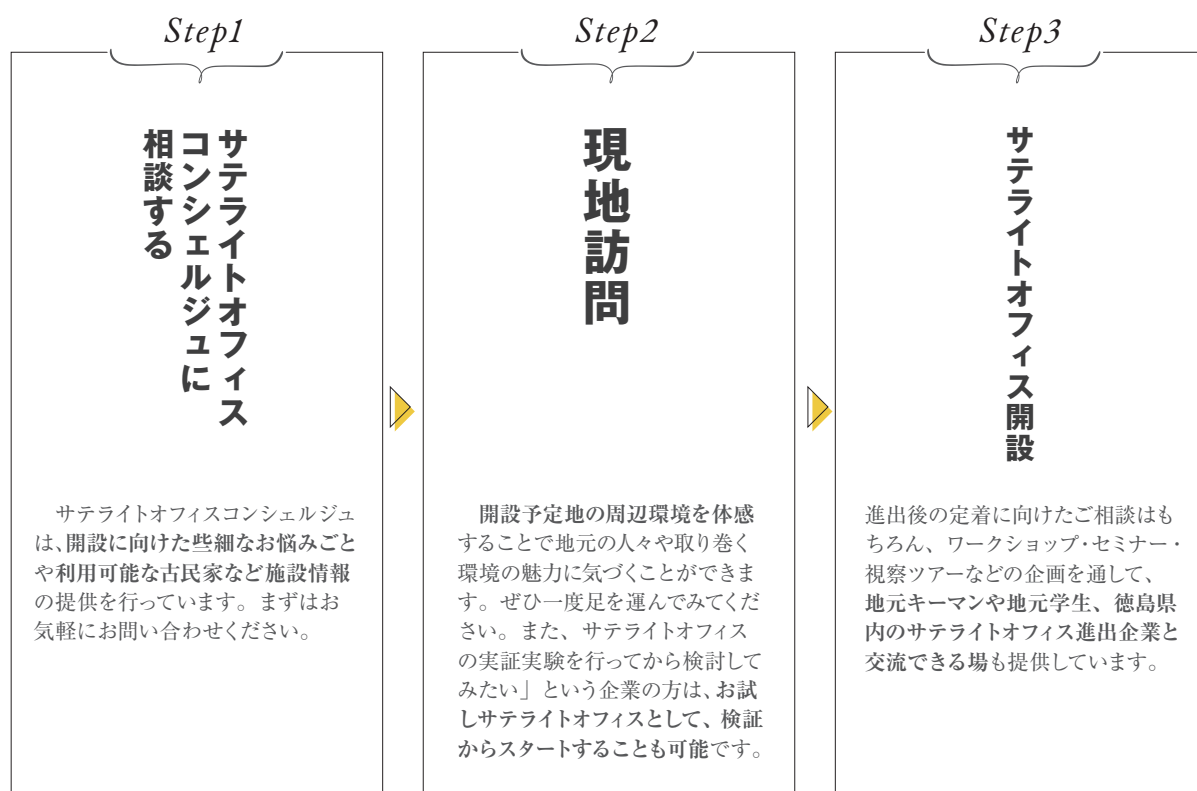 Step1
サテライトオフィス
コンシェルジュに
相談する
サテライトオフィスコンシェルジュ
は、開設に向けた些細なお悩みごと
や利用可能な古民家など施設情報
の提供を行っています。まずはお
気軽にお問い合わせください。
Step2
現地訪問
開設予定地の周辺環境を体感
することで地元の人々や取り巻く
環境の魅力に気づくことができま
す。ぜひ一度足を運んでみてくだ
さい。また、サテライトオフィス
の実証実験を行ってから検討して
みたい」という企業の方は、お試
しサテライトオフィスとして、検証
からスタートすることも可能です。
Step3
サテライトオフィス開設
進出後の定着に向けたご相談はも
ちろん、ワークショップ・セミナー・
視察ツアーなどの企画を通して、
地元キーマンや地元学生、徳島県
内のサテライトオフィス進出企業と
交流できる場も提供しています。